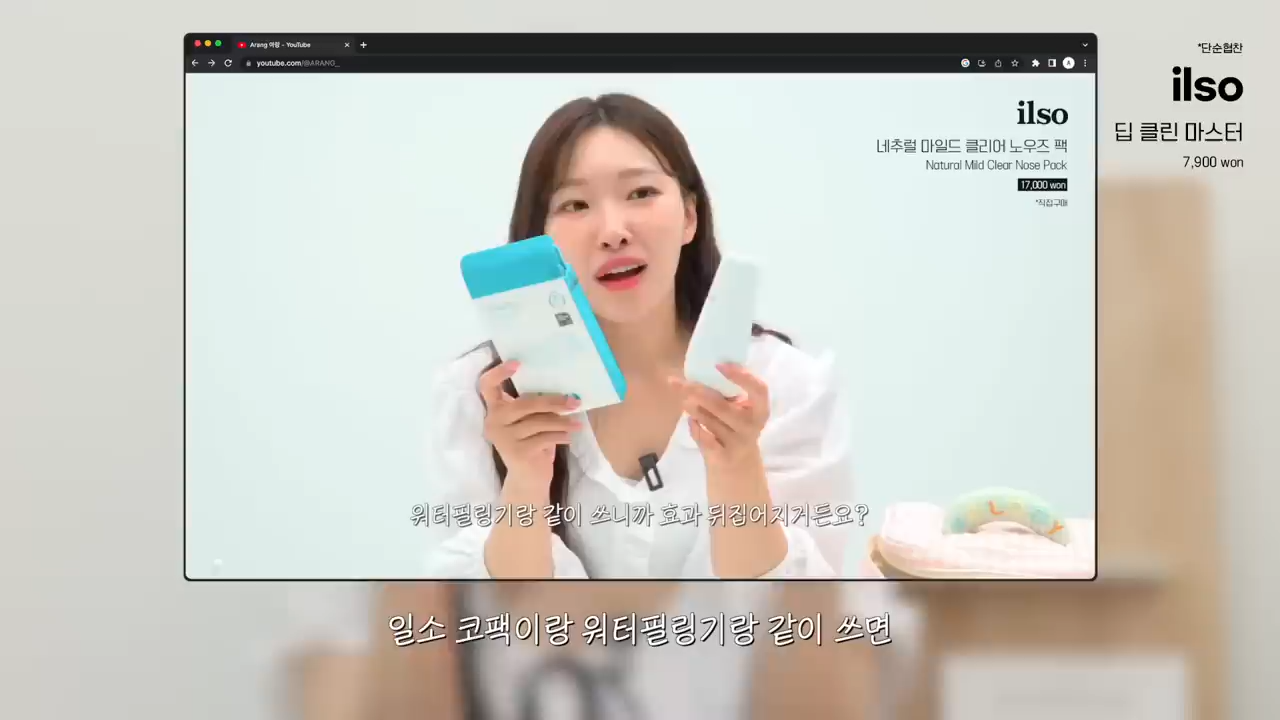 Arang 아랑 - YouTube
youtube.com/@ARANG_
*단순협찬
ilso
딥 클린 마스터
7,900 won
ilso
네추럴 마일드 클리어 노우즈 팩
Natural Mild Clear Nose Pack
17,000 won
*직접구매
워터필링기랑 같이 쓰니까 효과 뒤집어지거든요?
일소 코팩이랑 워터필링기랑 같이 쓰면